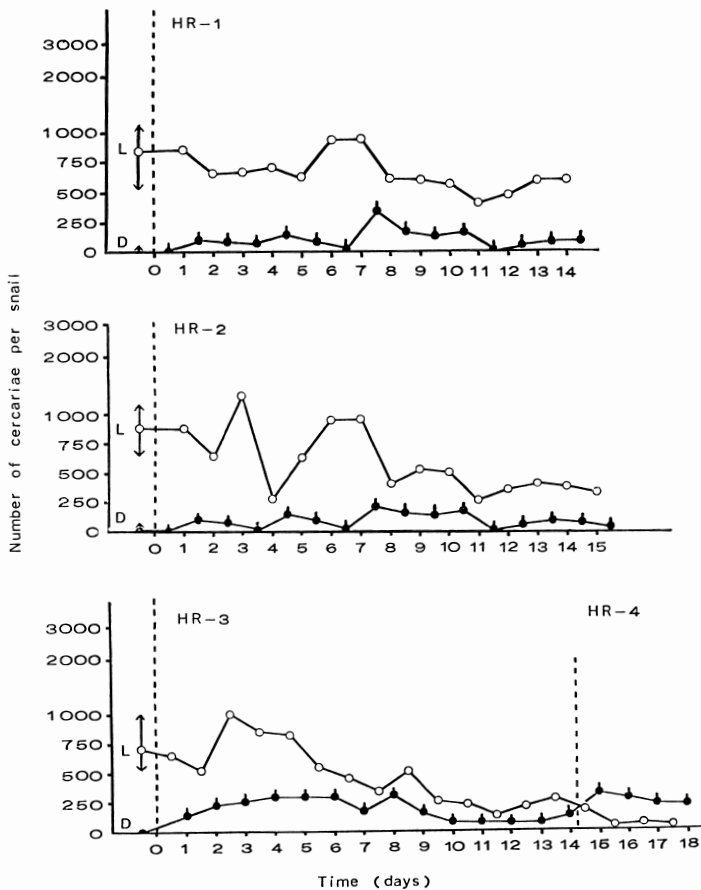 HR-1
3000
2000
1000
750
500
250
0
L
D
0 1 2 3 4 5 6 7 8 9 10 11 12 13 14
HR-2
3000
2000
1000
750
500
250
0
L
D
0 1 2 3 4 5 6 7 8 9 10 11 12 13 14 15
HR-3
HR-4
3000
2000
1000
750
500
250
0
L
D
0 1 2 3 4 5 6 7 8 9 10 11 12 13 14 15 16 17 18
Number of cercariae per snail
Time (days)